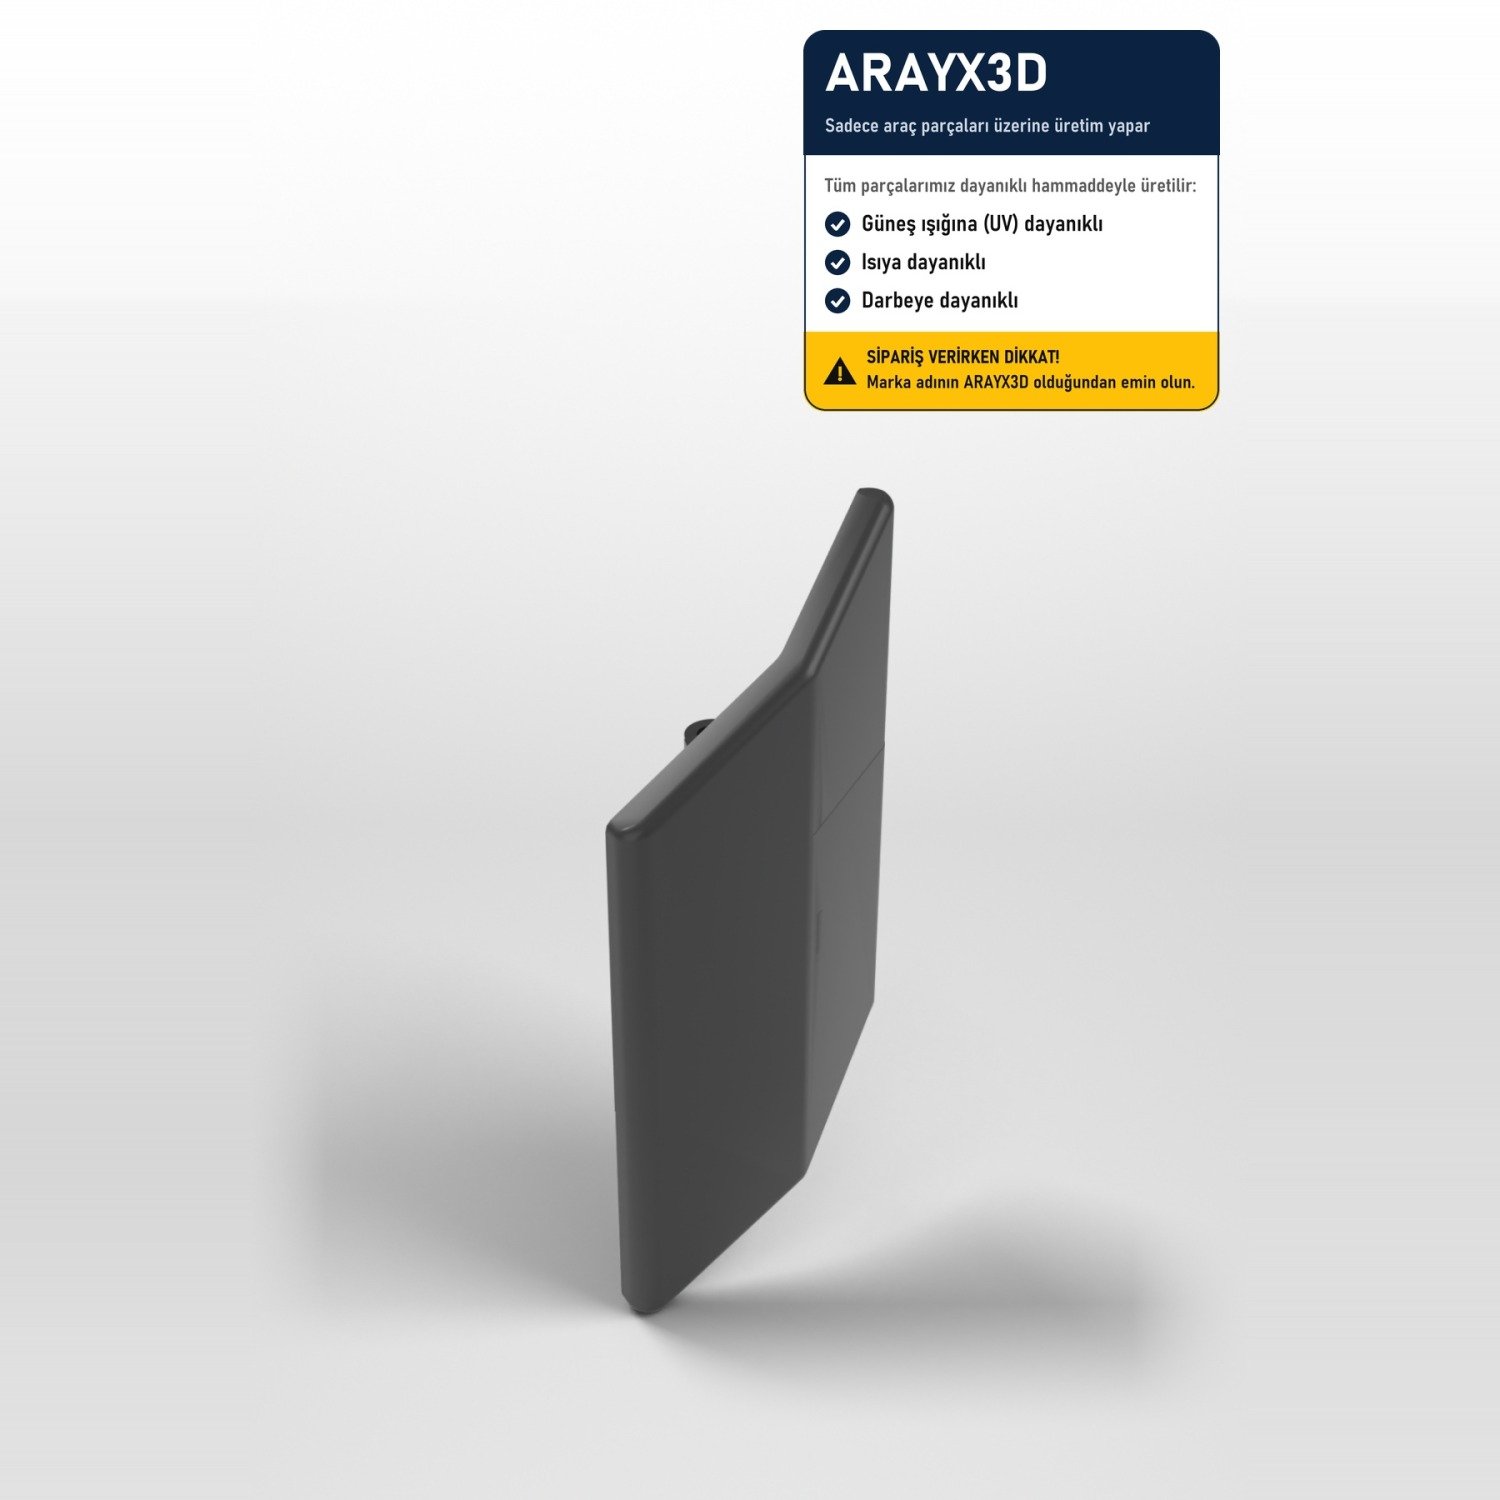 ARAYX3D
Sadece araç parçaları üzerine üretim yapar
Tüm parçalarımız dayanıklı hammaddeyle üretilir:
Güneş ışığına (UV) dayanıklı
Isıya dayanıklı
Darbeye dayanıklı
SİPARİŞ VERİRKEN DİKKAT!
Marka adının ARAYX3D olduğundan emin olun.